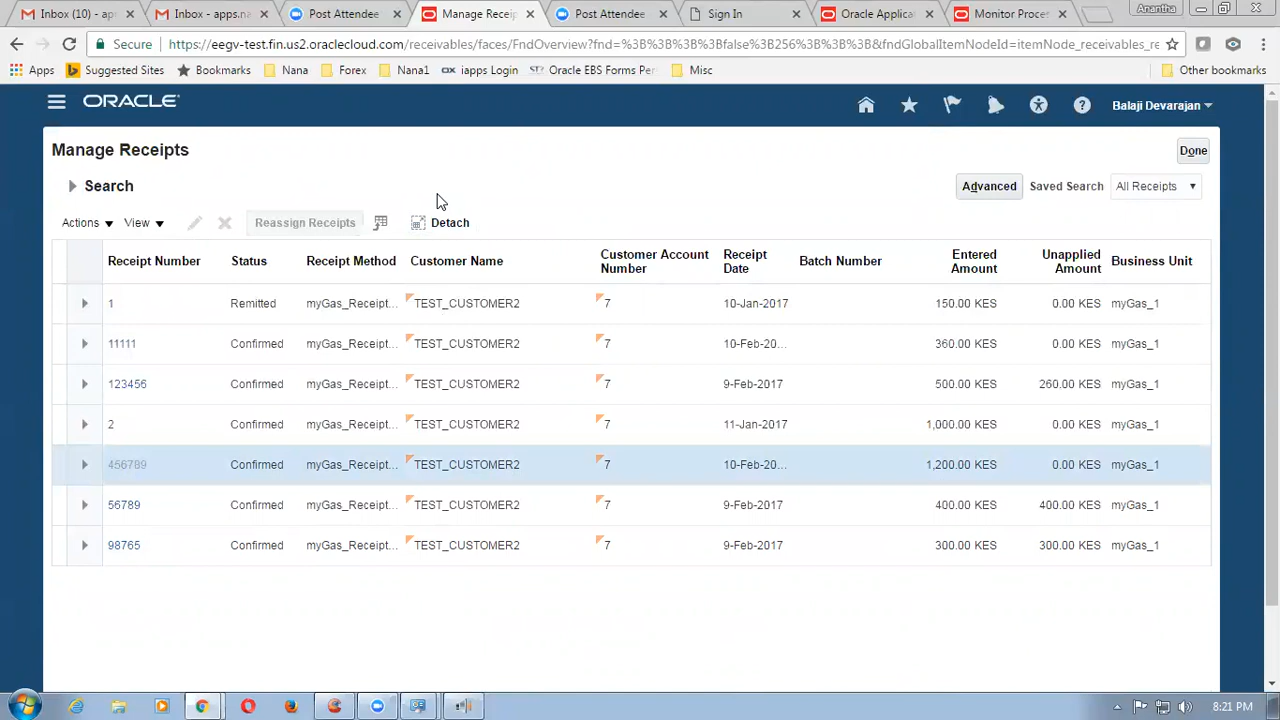 Inbox (10) - apps.n
Inbox - apps.na
Post Attendee
Manage Receip
Post Attendee
Sign In
Oracle Applica
Monitor Proce
Anantha
Secure
https://eegv-test.fin.us2.oraclecloud.com/receivables/faces/FndOverview?fnd=%3B%3B%3B%3Bfalse%3B256%3B%3B%3B&fndGlobalItemNodeId=itemNode_receivables_re
Apps
Suggested Sites
Bookmarks
Nana
Forex
Nana1
iapps Login
Oracle EBS Forms Per
Misc
Other bookmarks
ORACLE
Balaji Devarajan
Manage Receipts
Done
Search
Advanced
Saved Search
All Receipts
Actions
View
Reassign Receipts
Detach
Receipt Number Status Receipt Method Customer Name Customer Account Number Receipt Date Batch Number Entered Amount Unapplied Amount Business Unit
1 Remitted myGas_Receipt... TEST_CUSTOMER2 7 10-Jan-2017 150.00 KES 0.00 KES myGas_1
11111 Confirmed myGas_Receipt... TEST_CUSTOMER2 7 10-Feb-20... 360.00 KES 0.00 KES myGas_1
123456 Confirmed myGas_Receipt... TEST_CUSTOMER2 7 9-Feb-2017 500.00 KES 260.00 KES myGas_1
2 Confirmed myGas_Receipt... TEST_CUSTOMER2 7 11-Jan-2017 1,000.00 KES 0.00 KES myGas_1
456789 Confirmed myGas_Receipt... TEST_CUSTOMER2 7 10-Feb-20... 1,200.00 KES 0.00 KES myGas_1
56789 Confirmed myGas_Receipt... TEST_CUSTOMER2 7 9-Feb-2017 400.00 KES 400.00 KES myGas_1
98765 Confirmed myGas_Receipt... TEST_CUSTOMER2 7 9-Feb-2017 300.00 KES 300.00 KES myGas_1
8:21 PM